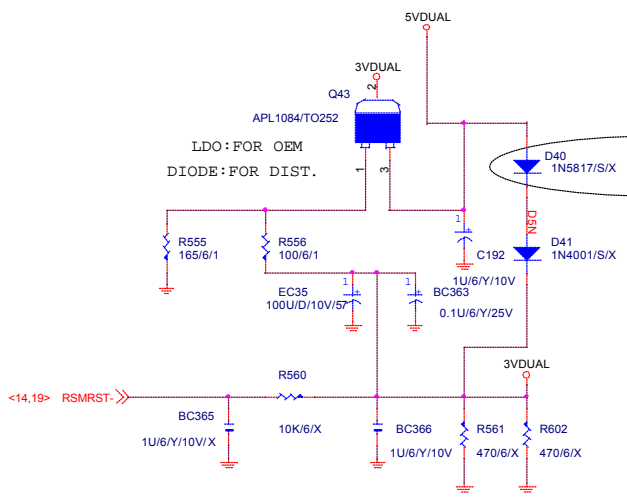 5VDUAL
3VDUAL
2
Q43
APL1084/TO252
LDO:FOR OEM
DIODE:FOR DIST.
1
3
D40
1N5817/S/X
D5N
R555
165/6/1
R556
100/6/1
1
C192
1U/6/Y/10V
D41
1N4001/S/X
1
EC35
100U/D/10V/57
1
BC363
0.1U/6/Y/25V
3VDUAL
<14,19> RSMRST-
R560
10K/6/X
BC365
1U/6/Y/10V/X
BC366
1U/6/Y/10V
R561
470/6/X
R602
470/6/X